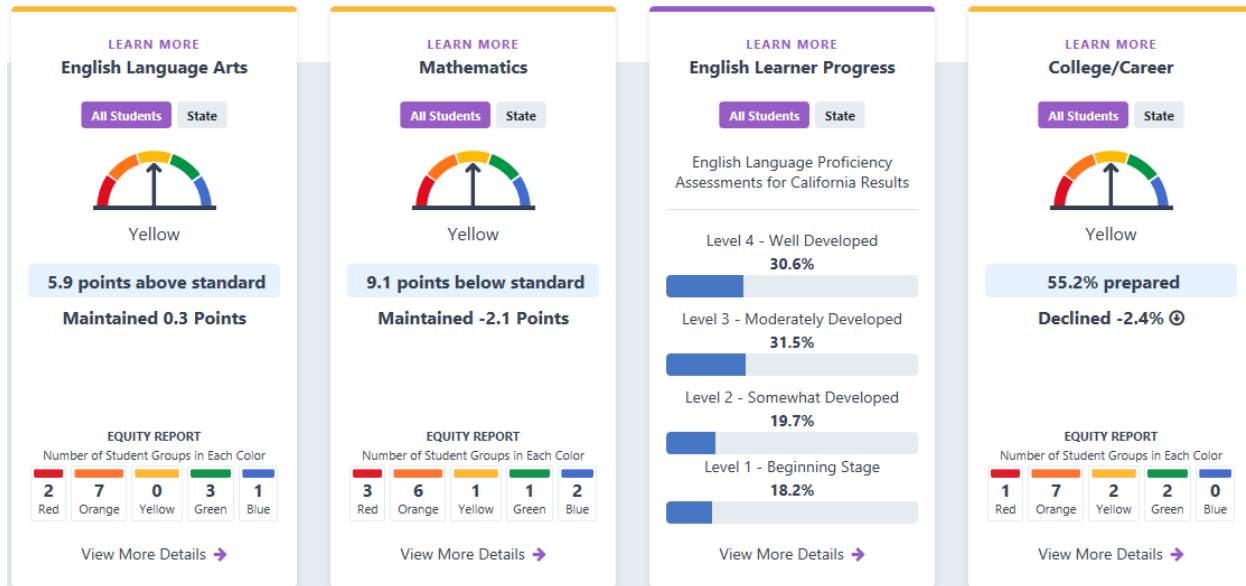 LEARN MORE
English Language Arts
All Students State
Yellow
5.9 points above standard
Maintained 0.3 Points
EQUITY REPORT
Number of Student Groups in Each Color
2 7 0 3 1
Red Orange Yellow Green Blue
View More Details
LEARN MORE
Mathematics
All Students State
Yellow
9.1 points below standard
Maintained -2.1 Points
EQUITY REPORT
Number of Student Groups in Each Color
3 6 1 1 2
Red Orange Yellow Green Blue
View More Details
LEARN MORE
English Learner Progress
All Students State
English Language Proficiency
Assessments for California Results
Level 4 - Well Developed
30.6%
Level 3 - Moderately Developed
31.5%
Level 2 - Somewhat Developed
19.7%
Level 1 - Beginning Stage
18.2%
View More Details
LEARN MORE
College/Career
All Students State
Yellow
55.2% prepared
Declined -2.4%
EQUITY REPORT
Number of Student Groups in Each Color
1 7 2 2 0
Red Orange Yellow Green Blue
View More Details